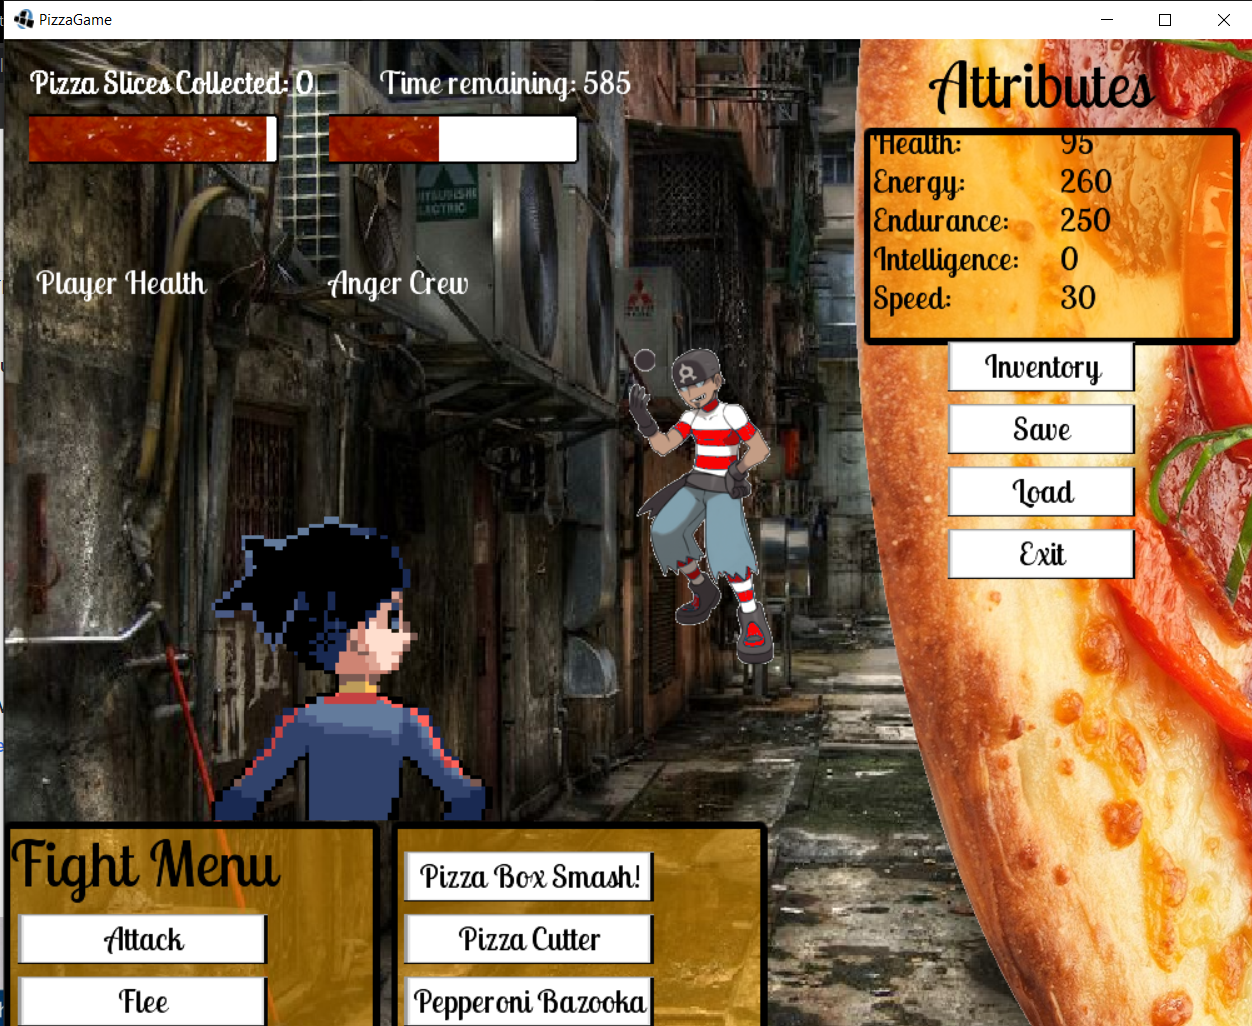 PizzaGame
Pizza Slices Collected: 0
Time remaining: 585
Attributes
Health: 95
Energy: 260
Endurance: 250
Intelligence: 0
Speed: 30
ELECTRIC
Player Health
Anger Crew
Inventory
Save
Load
Exit
Fight Menu
Attack
Flee
Pizza Box Smash!
Pizza Cutter
Pepperoni Bazooka